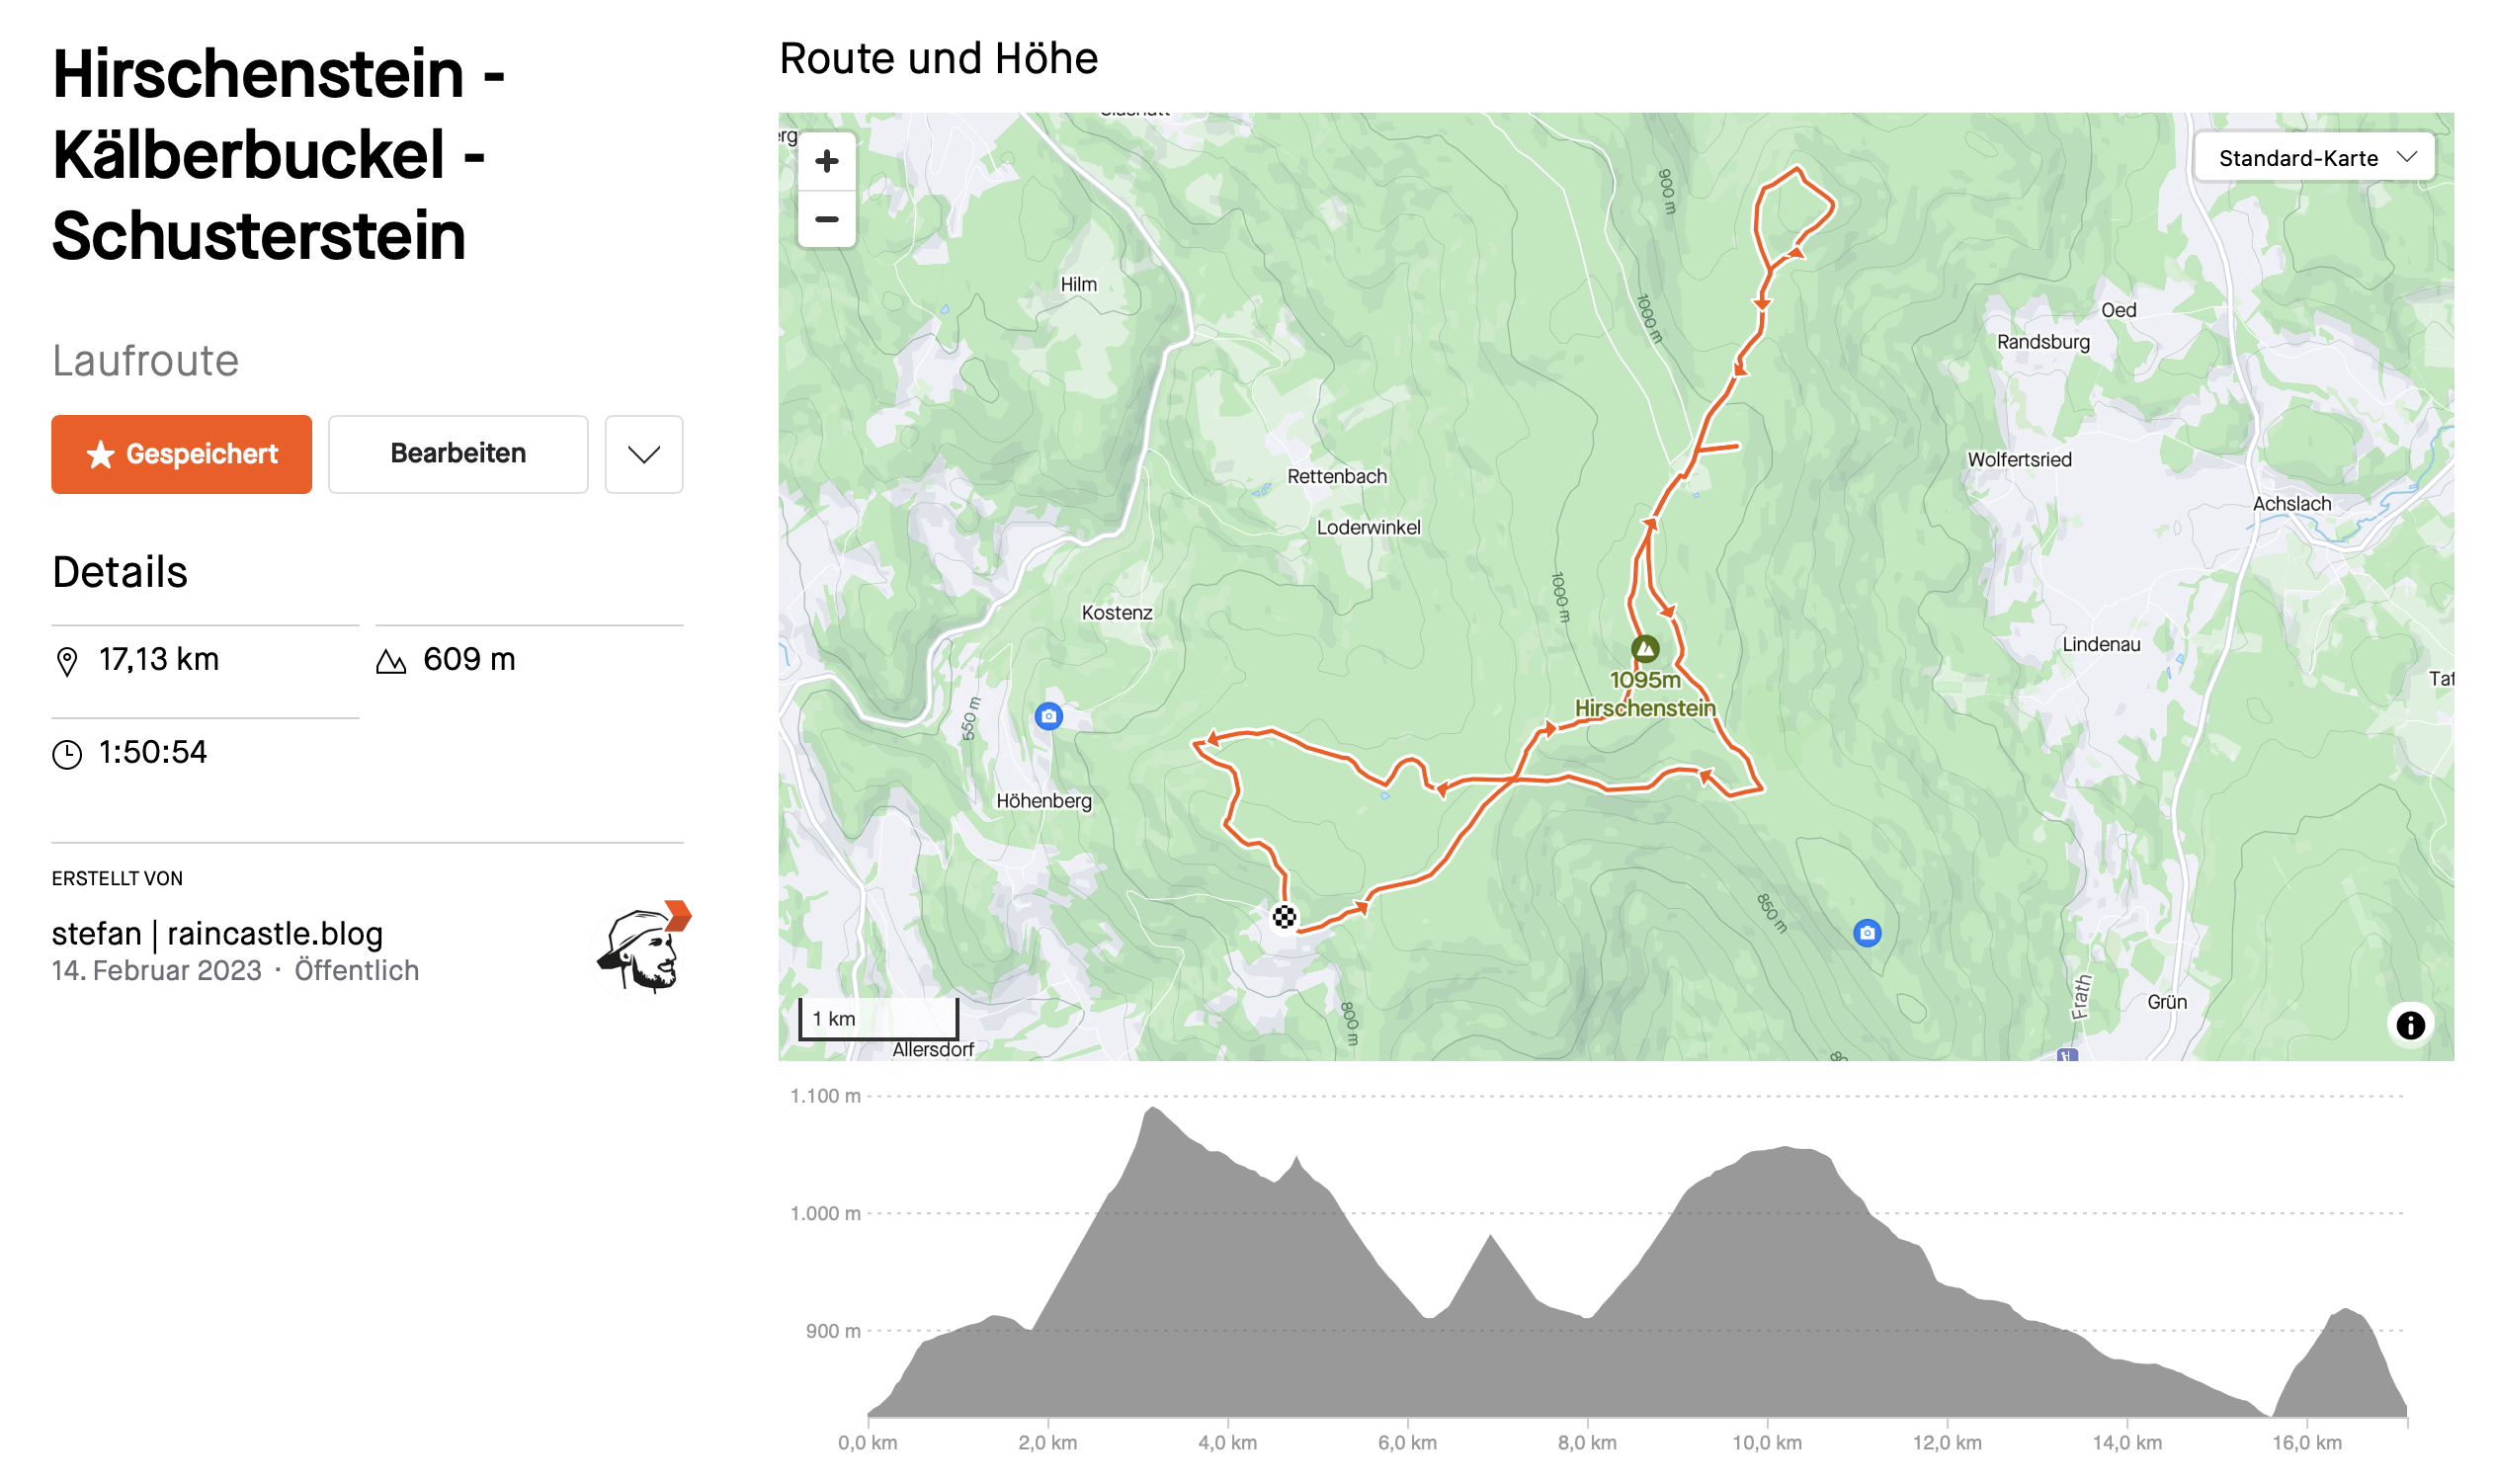 Hirschenstein -
Kälberbuckel -
Schusterstein
Laufroute
Gespeichert
Bearbeiten
Details
17,13 km
609 m
1:50:54
ERSTELLT VON
stefan | raincastle.blog
14. Februar 2023 · Öffentlich
Route und Höhe
erg
+
Standard-Karte
−
900 m
Hilm
1000 m
Oed
Randsburg
Rettenbach
Wolfertsried
Achslach
Loderwinkel
1000 m
Kostenz
Lindenau
1095m
Hirschenstein
Taf
550 m
Höhenberg
850 m
Frath
Grün
800 m
1 km
Allersdorf
1.100 m
1.000 m
900 m
0,0 km
2,0 km
4,0 km
6,0 km
8,0 km
10,0 km
12,0 km
14,0 km
16,0 km